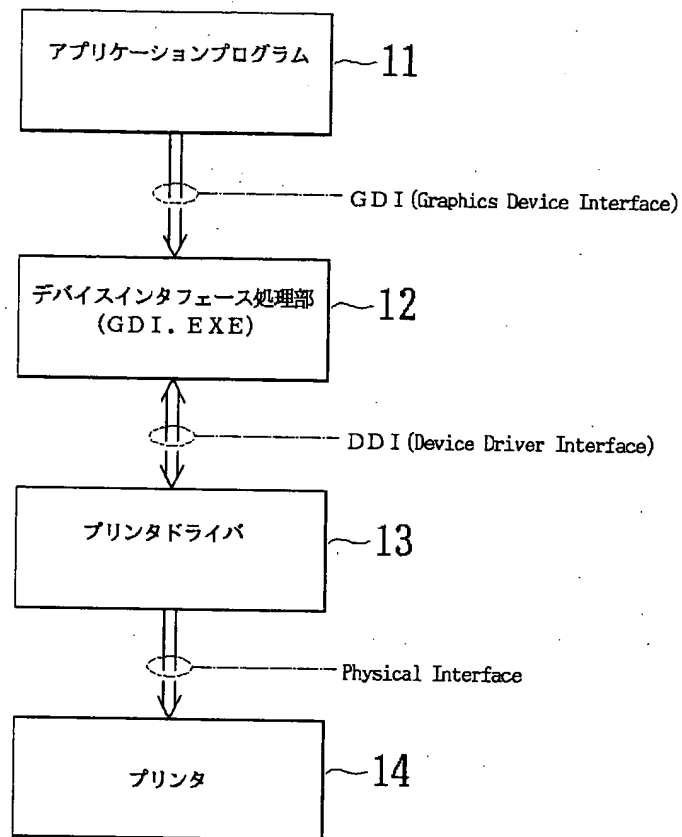 アプリケーションプログラム
11
GDI(Graphics Device Interface)
デバイスインタフェース処理部
(GDI.EXE)
12
DDI(Device Driver Interface)
プリンタドライバ
13
Physical Interface
プリンタ
14